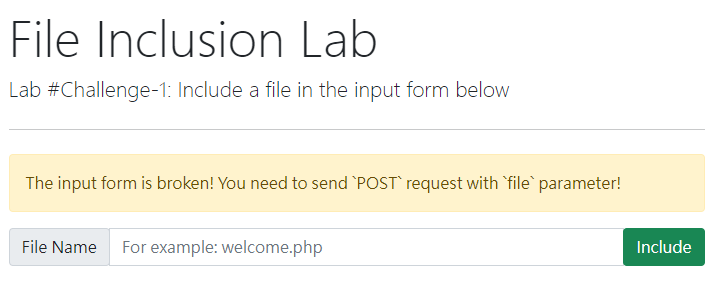 File Inclusion Lab
Lab #Challenge-1: Include a file in the input form below
The input form is broken! You need to send `POST` request with `file` parameter!
File Name For example: welcome.php Include